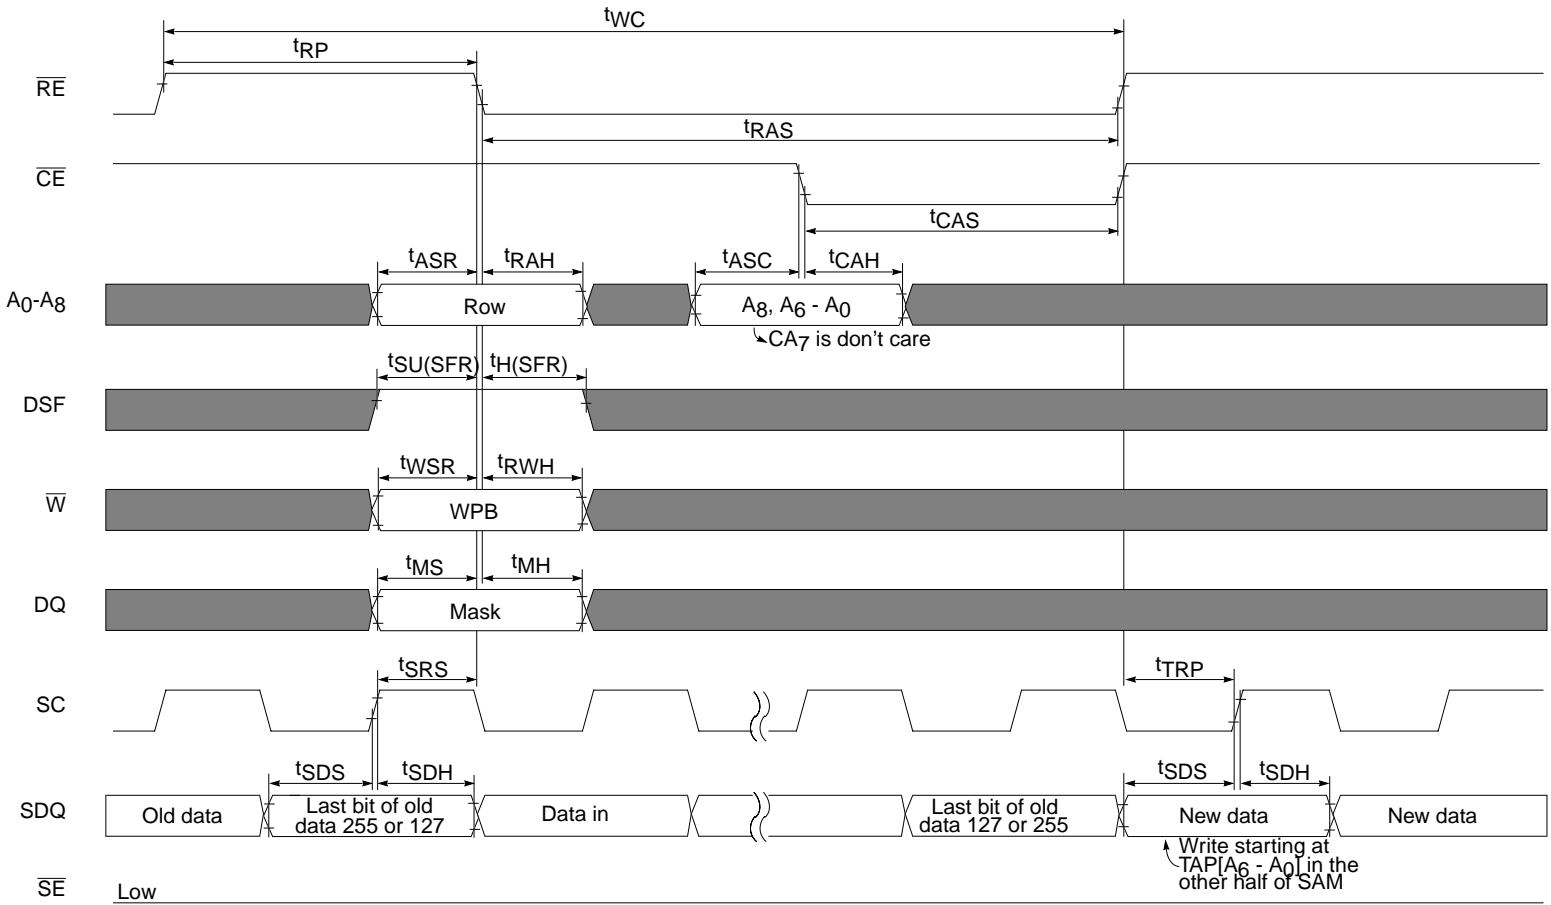 tWC
tRP
RE
tRAS
CE
tCAS
tASR tRAH tASC tCAH
A0-A8 Row A8, A6 - A0
CA7 is don't care
tSU(SFR) tH(SFR)
DSF
tWSR tRWH
W WPB
tMS tMH
DQ Mask
tSRS tTRP
SC
tSDS tSDH tSDS tSDH
SDQ Old data Last bit of old data 255 or 127 Data in Last bit of old data 127 or 255 New data New data
Write starting at
TAP[A6 - A0] in the
other half of SAM
SE Low